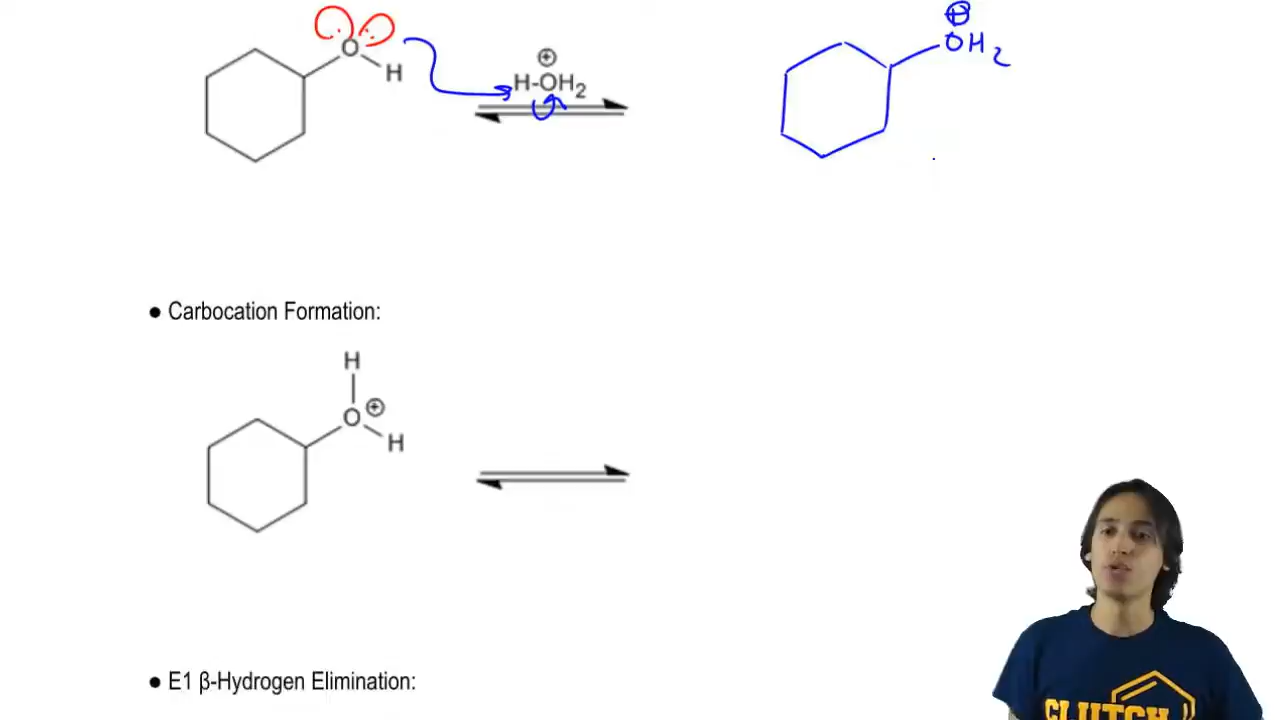 O
H
H-OH2
⊕
⊕
OH2
● Carbocation Formation:
H
O ⊕
H
● E1 β-Hydrogen Elimination:
CLUTCH